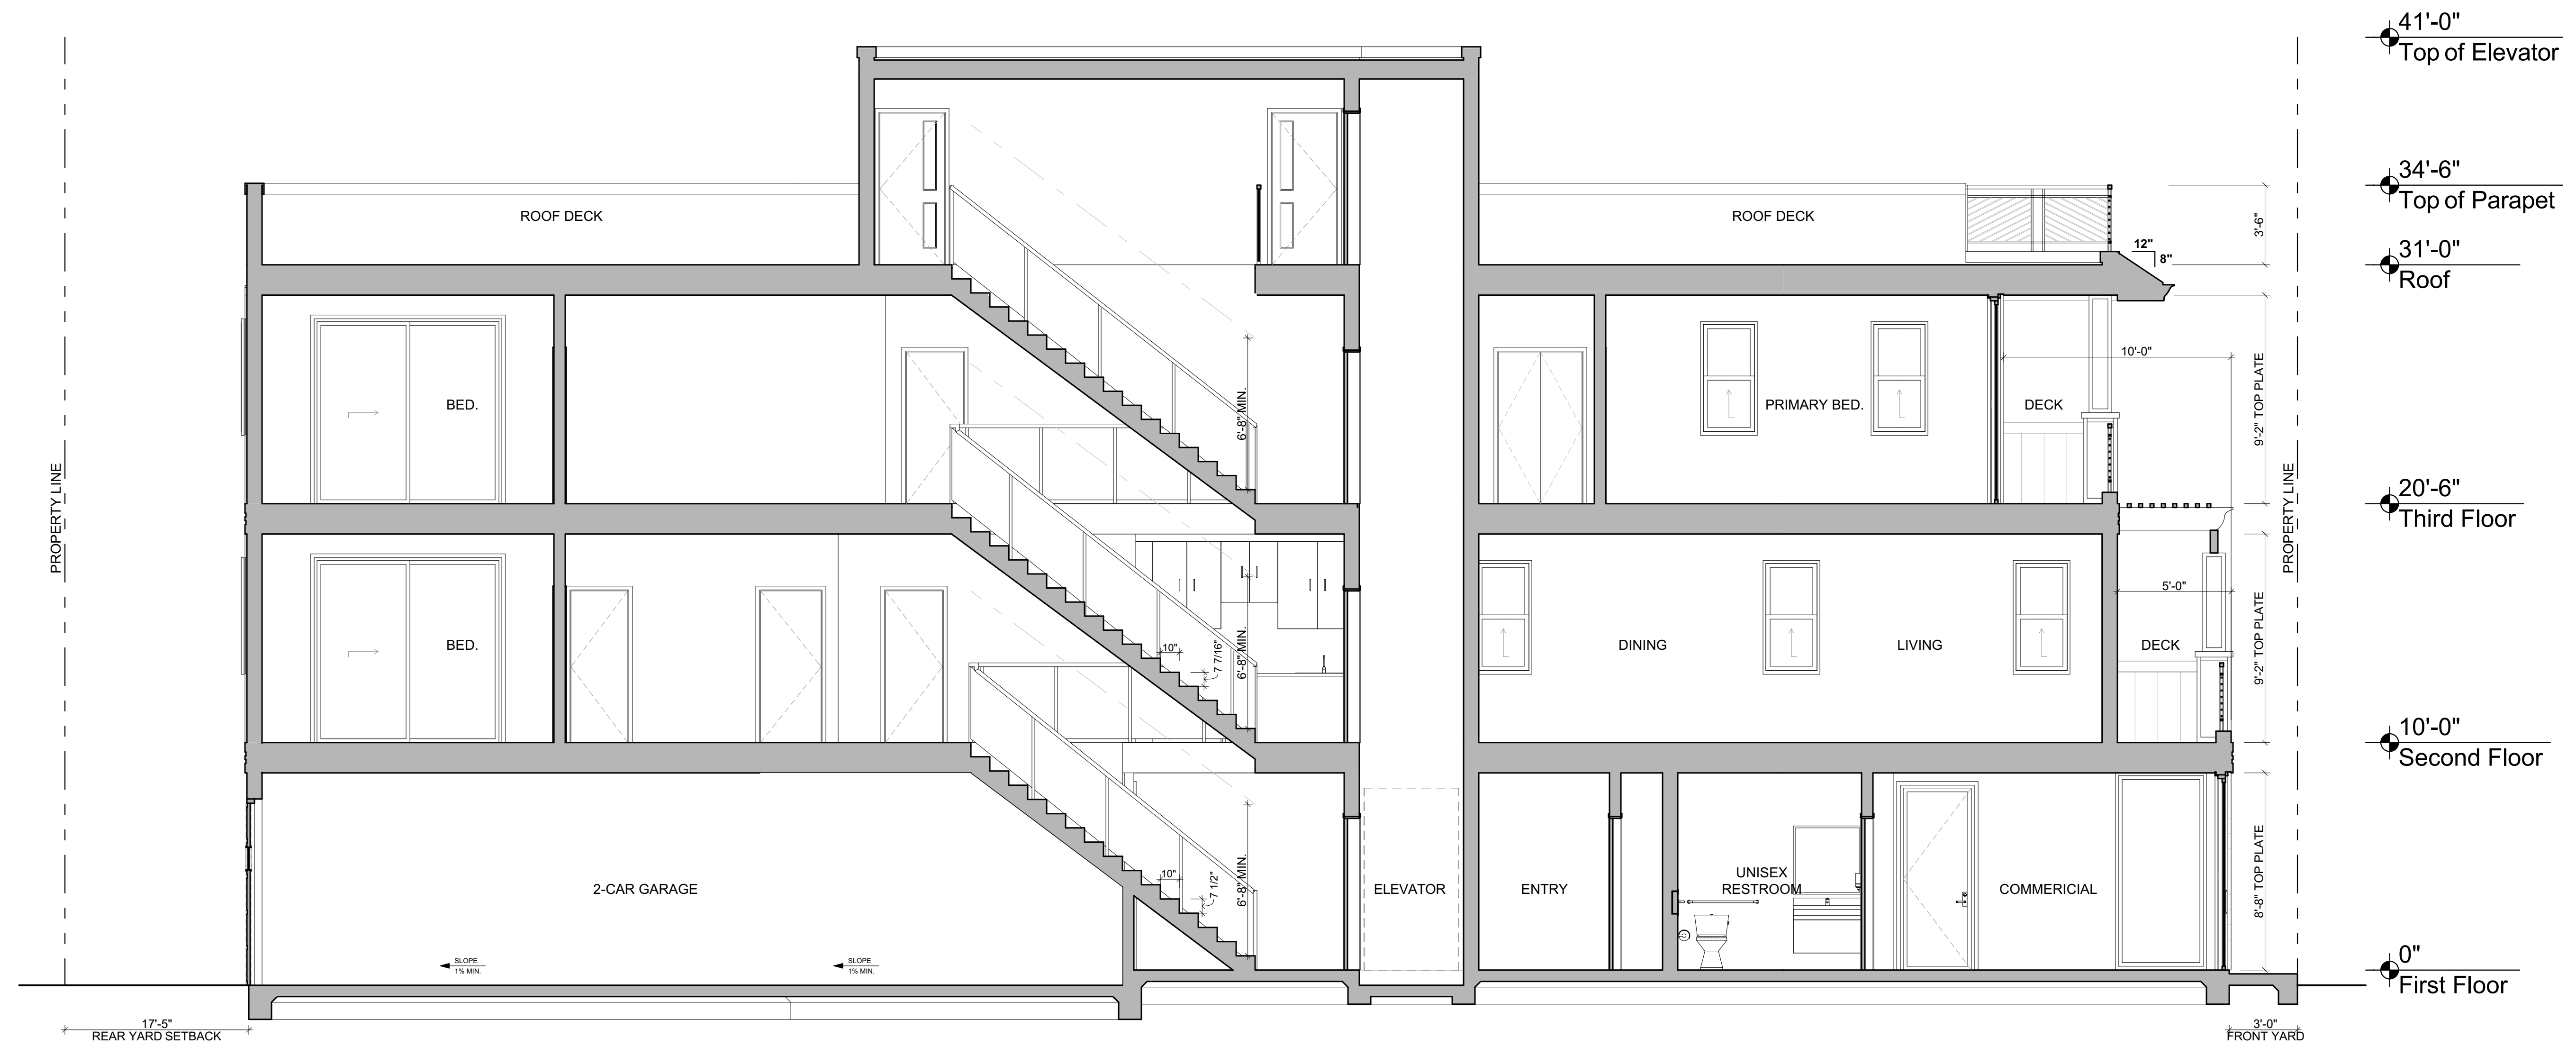 41'-0"
Top of Elevator
34'-6"
Top of Parapet
ROOF DECK
ROOF DECK
3'-6"
12"
8"
31'-0"
Roof
10'-0"
9'-2" TOP PLATE
6'-8" MIN.
BED.
PRIMARY BED.
DECK
PROPERTY LINE
PROPERTY LINE
20'-6"
Third Floor
5'-0"
9'-2" TOP PLATE
10"
7 7/16"
6'-8" MIN.
BED.
DINING
LIVING
DECK
10'-0"
Second Floor
8'-8" TOP PLATE
10"
7 1/2"
6'-8" MIN.
2-CAR GARAGE
ELEVATOR
ENTRY
UNISEX
RESTROOM
COMMERICIAL
SLOPE
1% MIN.
SLOPE
1% MIN.
0"
First Floor
17'-5"
REAR YARD SETBACK
3'-0"
FRONT YARD